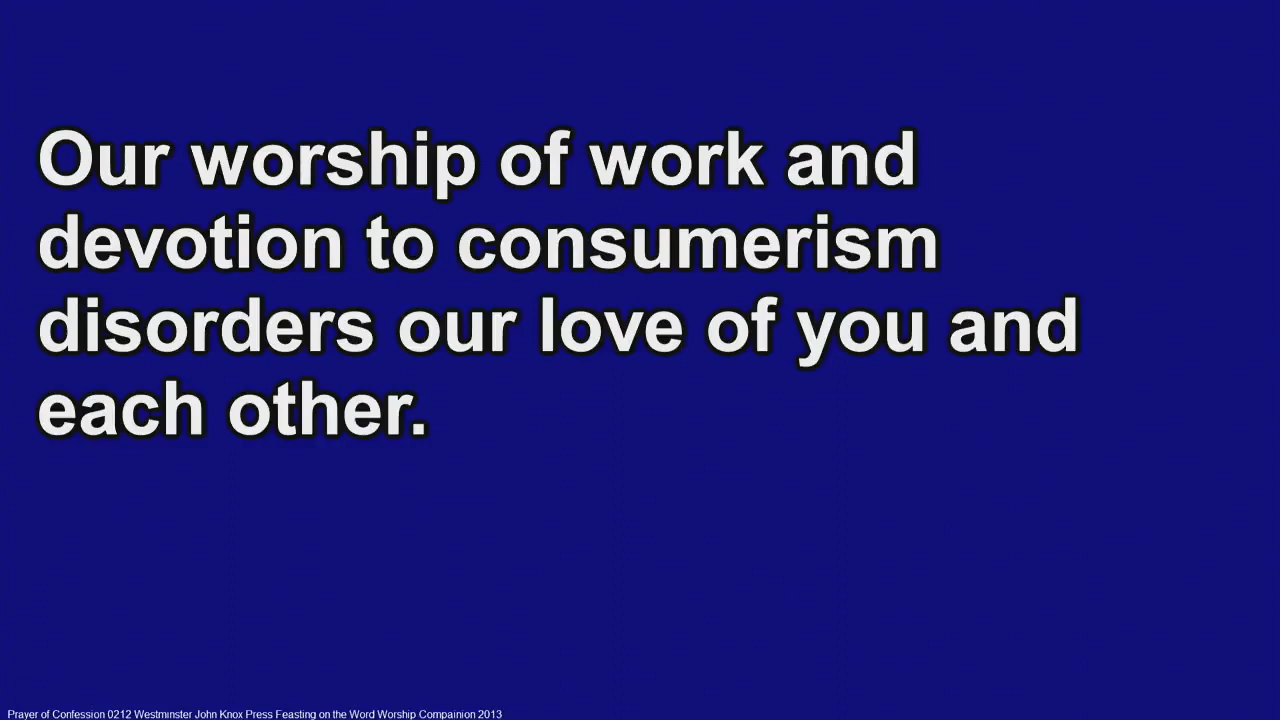 Our worship of work and
devotion to consumerism
disorders our love of you and
each other.
Prayer of Confession 0212 Westminster John Knox Press Feasting on the Word Worship Compainion 2013